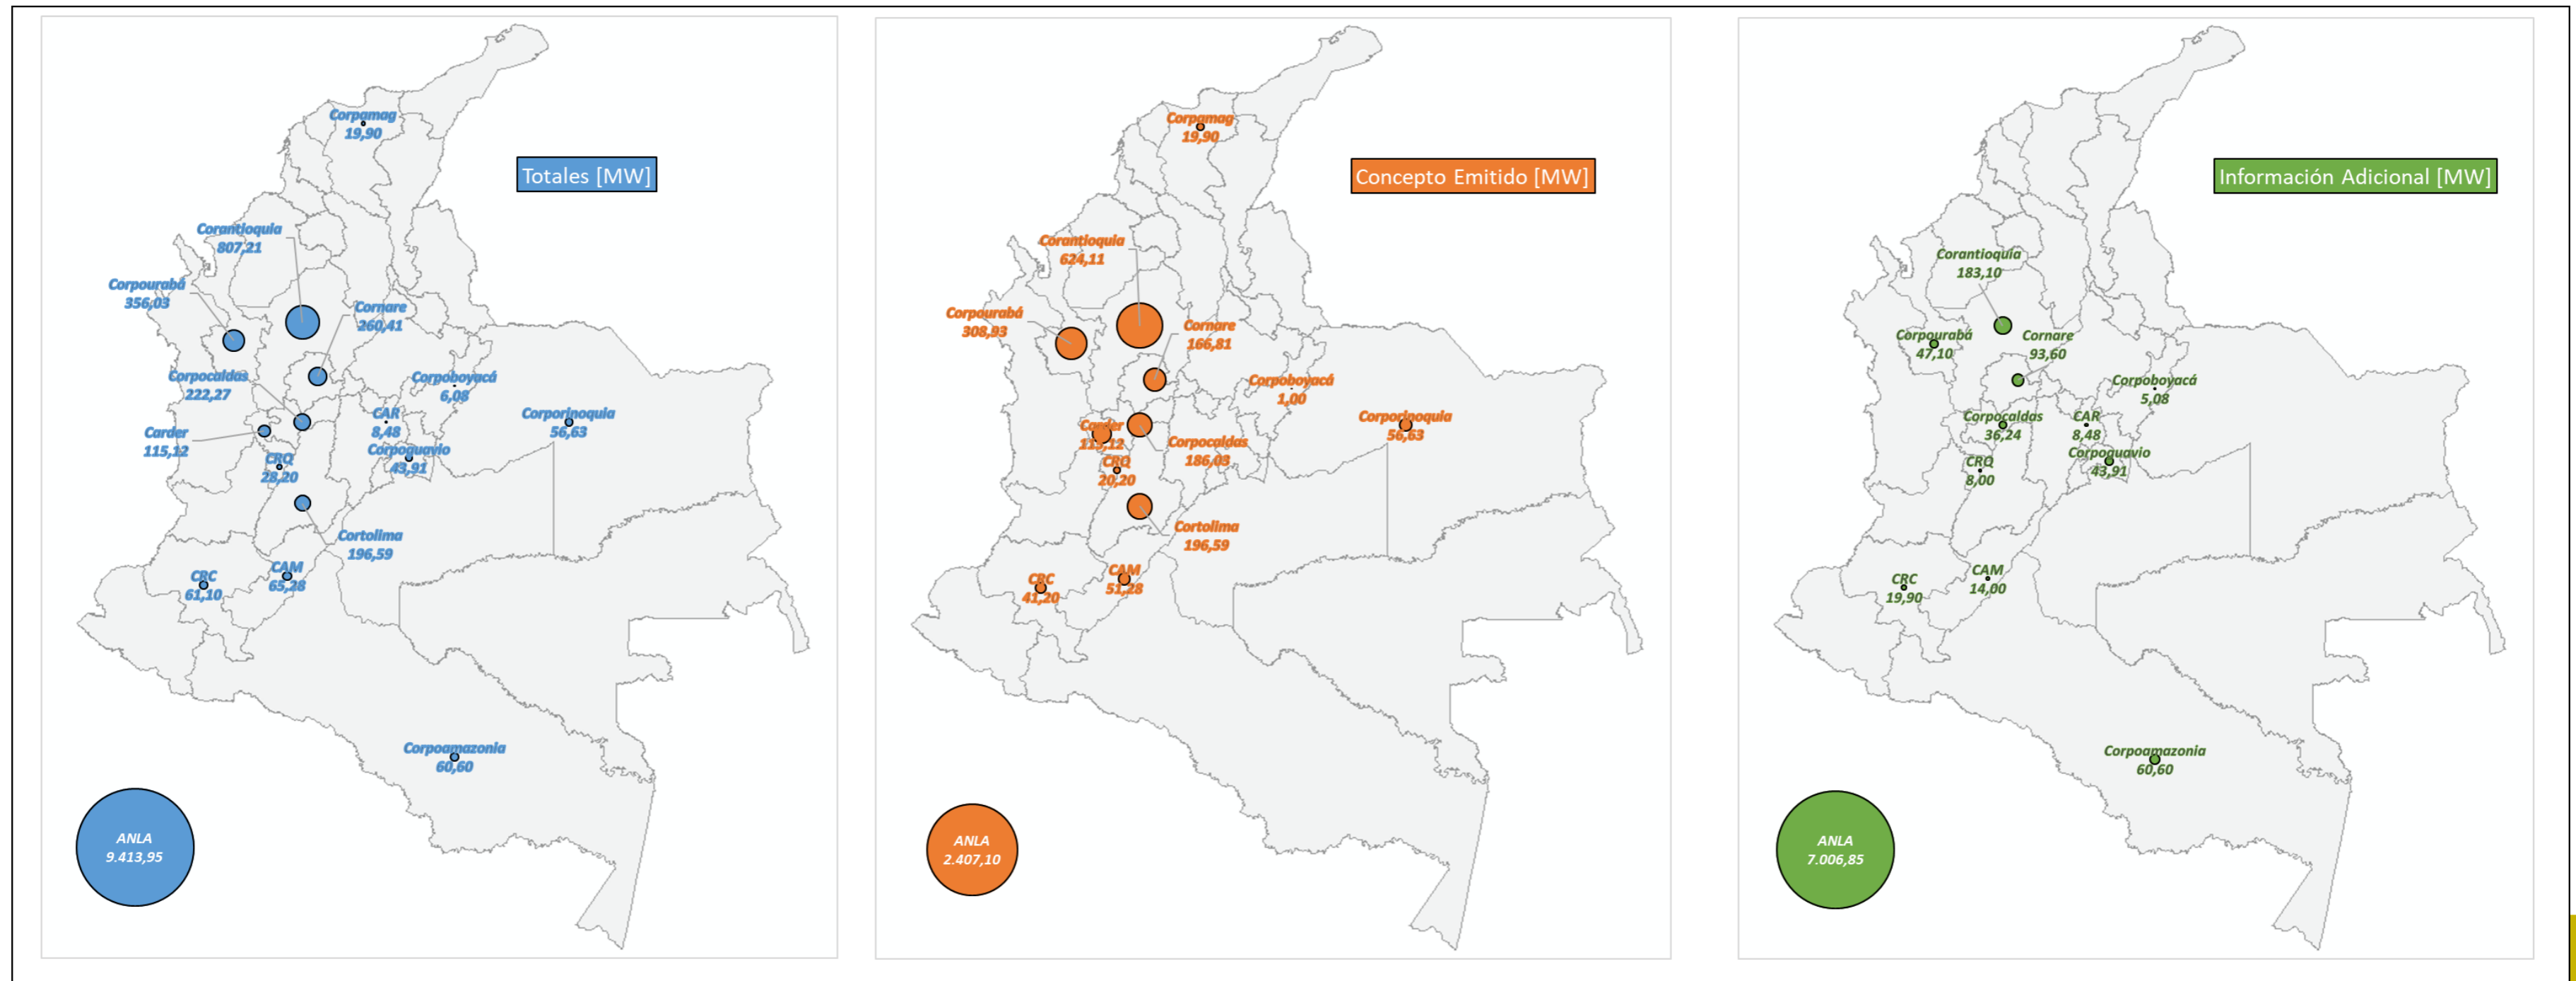 Totales [MW]
Corpamag
19,90
Corantioquia
807,21
Corpourabá
356,03
Cornare
260,41
Corpocaldas
222,27
Corpoboyacá
6,08
CAR
8,48
Corporinoquia
56,63
Carder
115,12
Corpoguavio
43,91
CRQ
28,20
Cortolima
196,59
CAM
65,28
CRC
61,10
Corpoamazonia
60,60
ANLA
9.413,95
Concepto Emitido [MW]
Corpamag
19,90
Corantioquia
624,11
Corpourabá
308,93
Cornare
166,81
Corpoboyacá
1,00
Corporinoquia
56,63
Carder
115,12
Corpocaldas
186,03
CRQ
20,20
Cortolima
196,59
CAM
51,28
CRC
41,20
ANLA
2.407,10
Información Adicional [MW]
Corantioquia
183,10
Corpourabá
47,10
Cornare
93,60
Corpoboyacá
5,08
Corpocaldas
36,24
CAR
8,48
Corpoguavio
43,91
CRQ
8,00
CAM
14,00
CRC
19,90
Corpoamazonia
60,60
ANLA
7.006,85